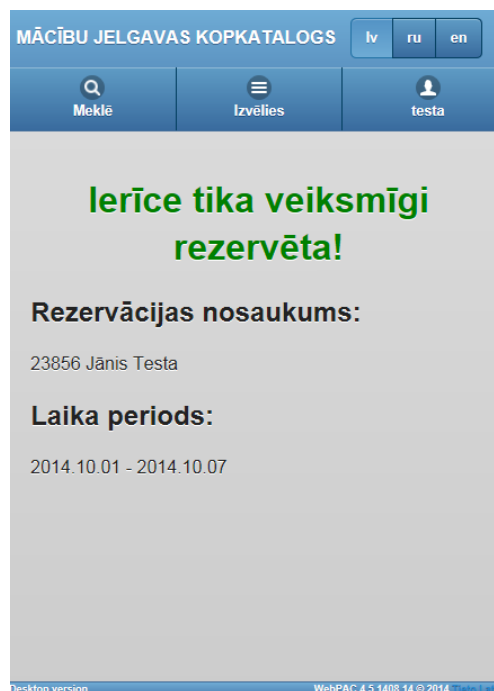 MĀCĪBU JELGAVAS KOPKATALOGS lv ru en
Meklē Izvēlies testa
Ierīce tika veiksmīgi
rezervēta!
Rezervācijas nosaukums:
23856 Jānis Testa
Laika periods:
2014.10.01 - 2014.10.07
Desktop version WebPAC 4.5.1408.14 © 2014